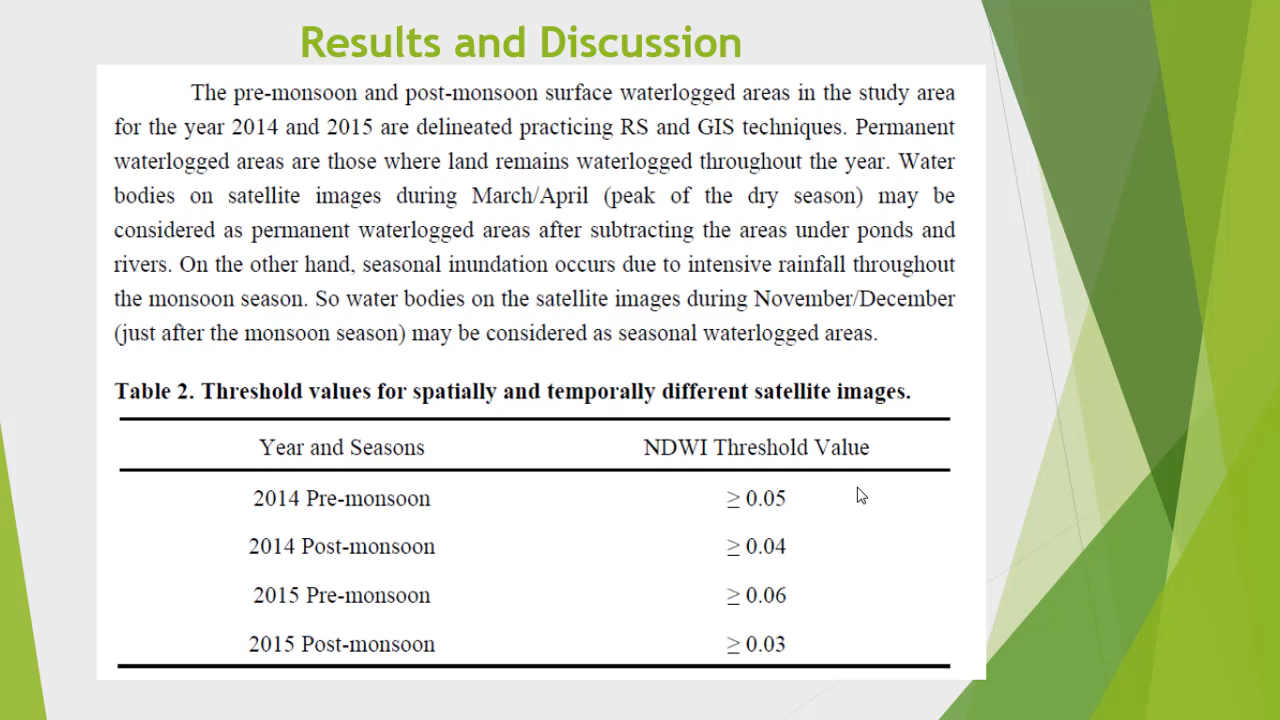 Results and Discussion
The pre-monsoon and post-monsoon surface waterlogged areas in the study area
for the year 2014 and 2015 are delineated practicing RS and GIS techniques. Permanent
waterlogged areas are those where land remains waterlogged throughout the year. Water
bodies on satellite images during March/April (peak of the dry season) may be
considered as permanent waterlogged areas after subtracting the areas under ponds and
rivers. On the other hand, seasonal inundation occurs due to intensive rainfall throughout
the monsoon season. So water bodies on the satellite images during November/December
(just after the monsoon season) may be considered as seasonal waterlogged areas.
Table 2. Threshold values for spatially and temporally different satellite images.
Year and Seasons NDWI Threshold Value
2014 Pre-monsoon ≥ 0.05
2014 Post-monsoon ≥ 0.04
2015 Pre-monsoon ≥ 0.06
2015 Post-monsoon ≥ 0.03